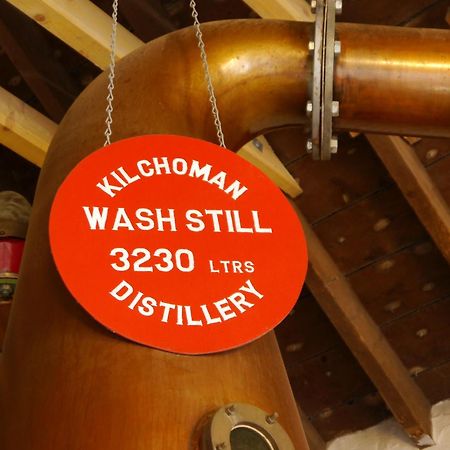 KILCHOMAN
WASH STILL
3230 LTRS
DISTILLERY